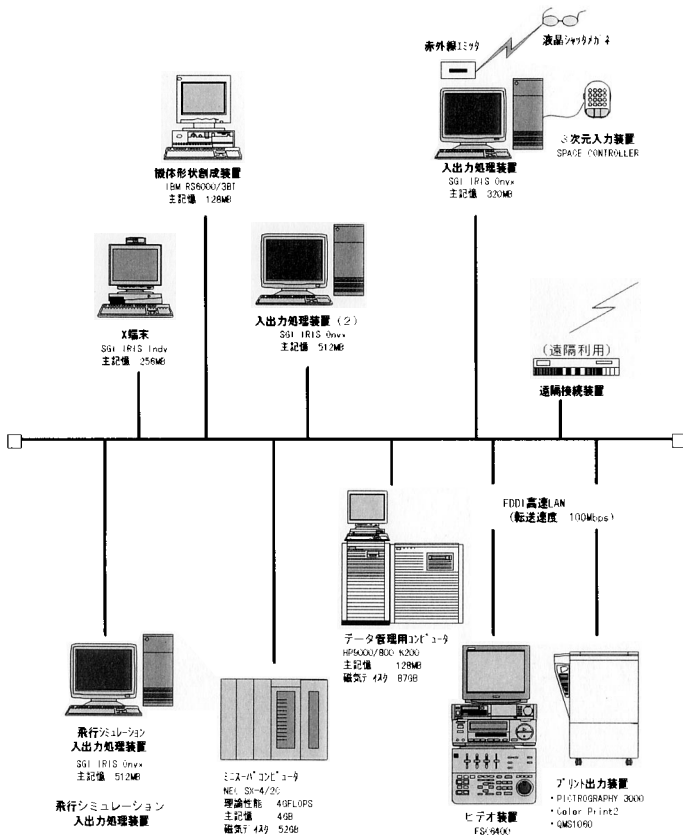 赤外線エミッタ
液晶シャッタメガネ
3次元入力装置
SPACE CONTROLLER
機体形状創成装置
IBM RS6000/3BT
主記憶 128MB
入出力処理装置
SGI IRIS Onyx
主記憶 320MB
X端末
SGI IRIS Indy
主記憶 256MB
入出力処理装置(2)
SGI IRIS Onyx
主記憶 512MB
(遠隔利用)
遠隔接続装置
FDDI高速LAN
(転送速度 100Mbps)
データ管理用コンピュータ
HP9000/800 K200
主記憶 128MB
磁気ディスク 87GB
飛行シミュレーション
入出力処理装置
SGI IRIS Onyx
主記憶 512MB
飛行シミュレーション
入出力処理装置
ミニスーパコンピュータ
NEC SX-4/2C
理論性能 4GFLOPS
主記憶 4GB
磁気ディスク 52GB
ビデオ装置
プリント出力装置
・PICTROGRAPHY 3000
・Color Print2
・QMS1060